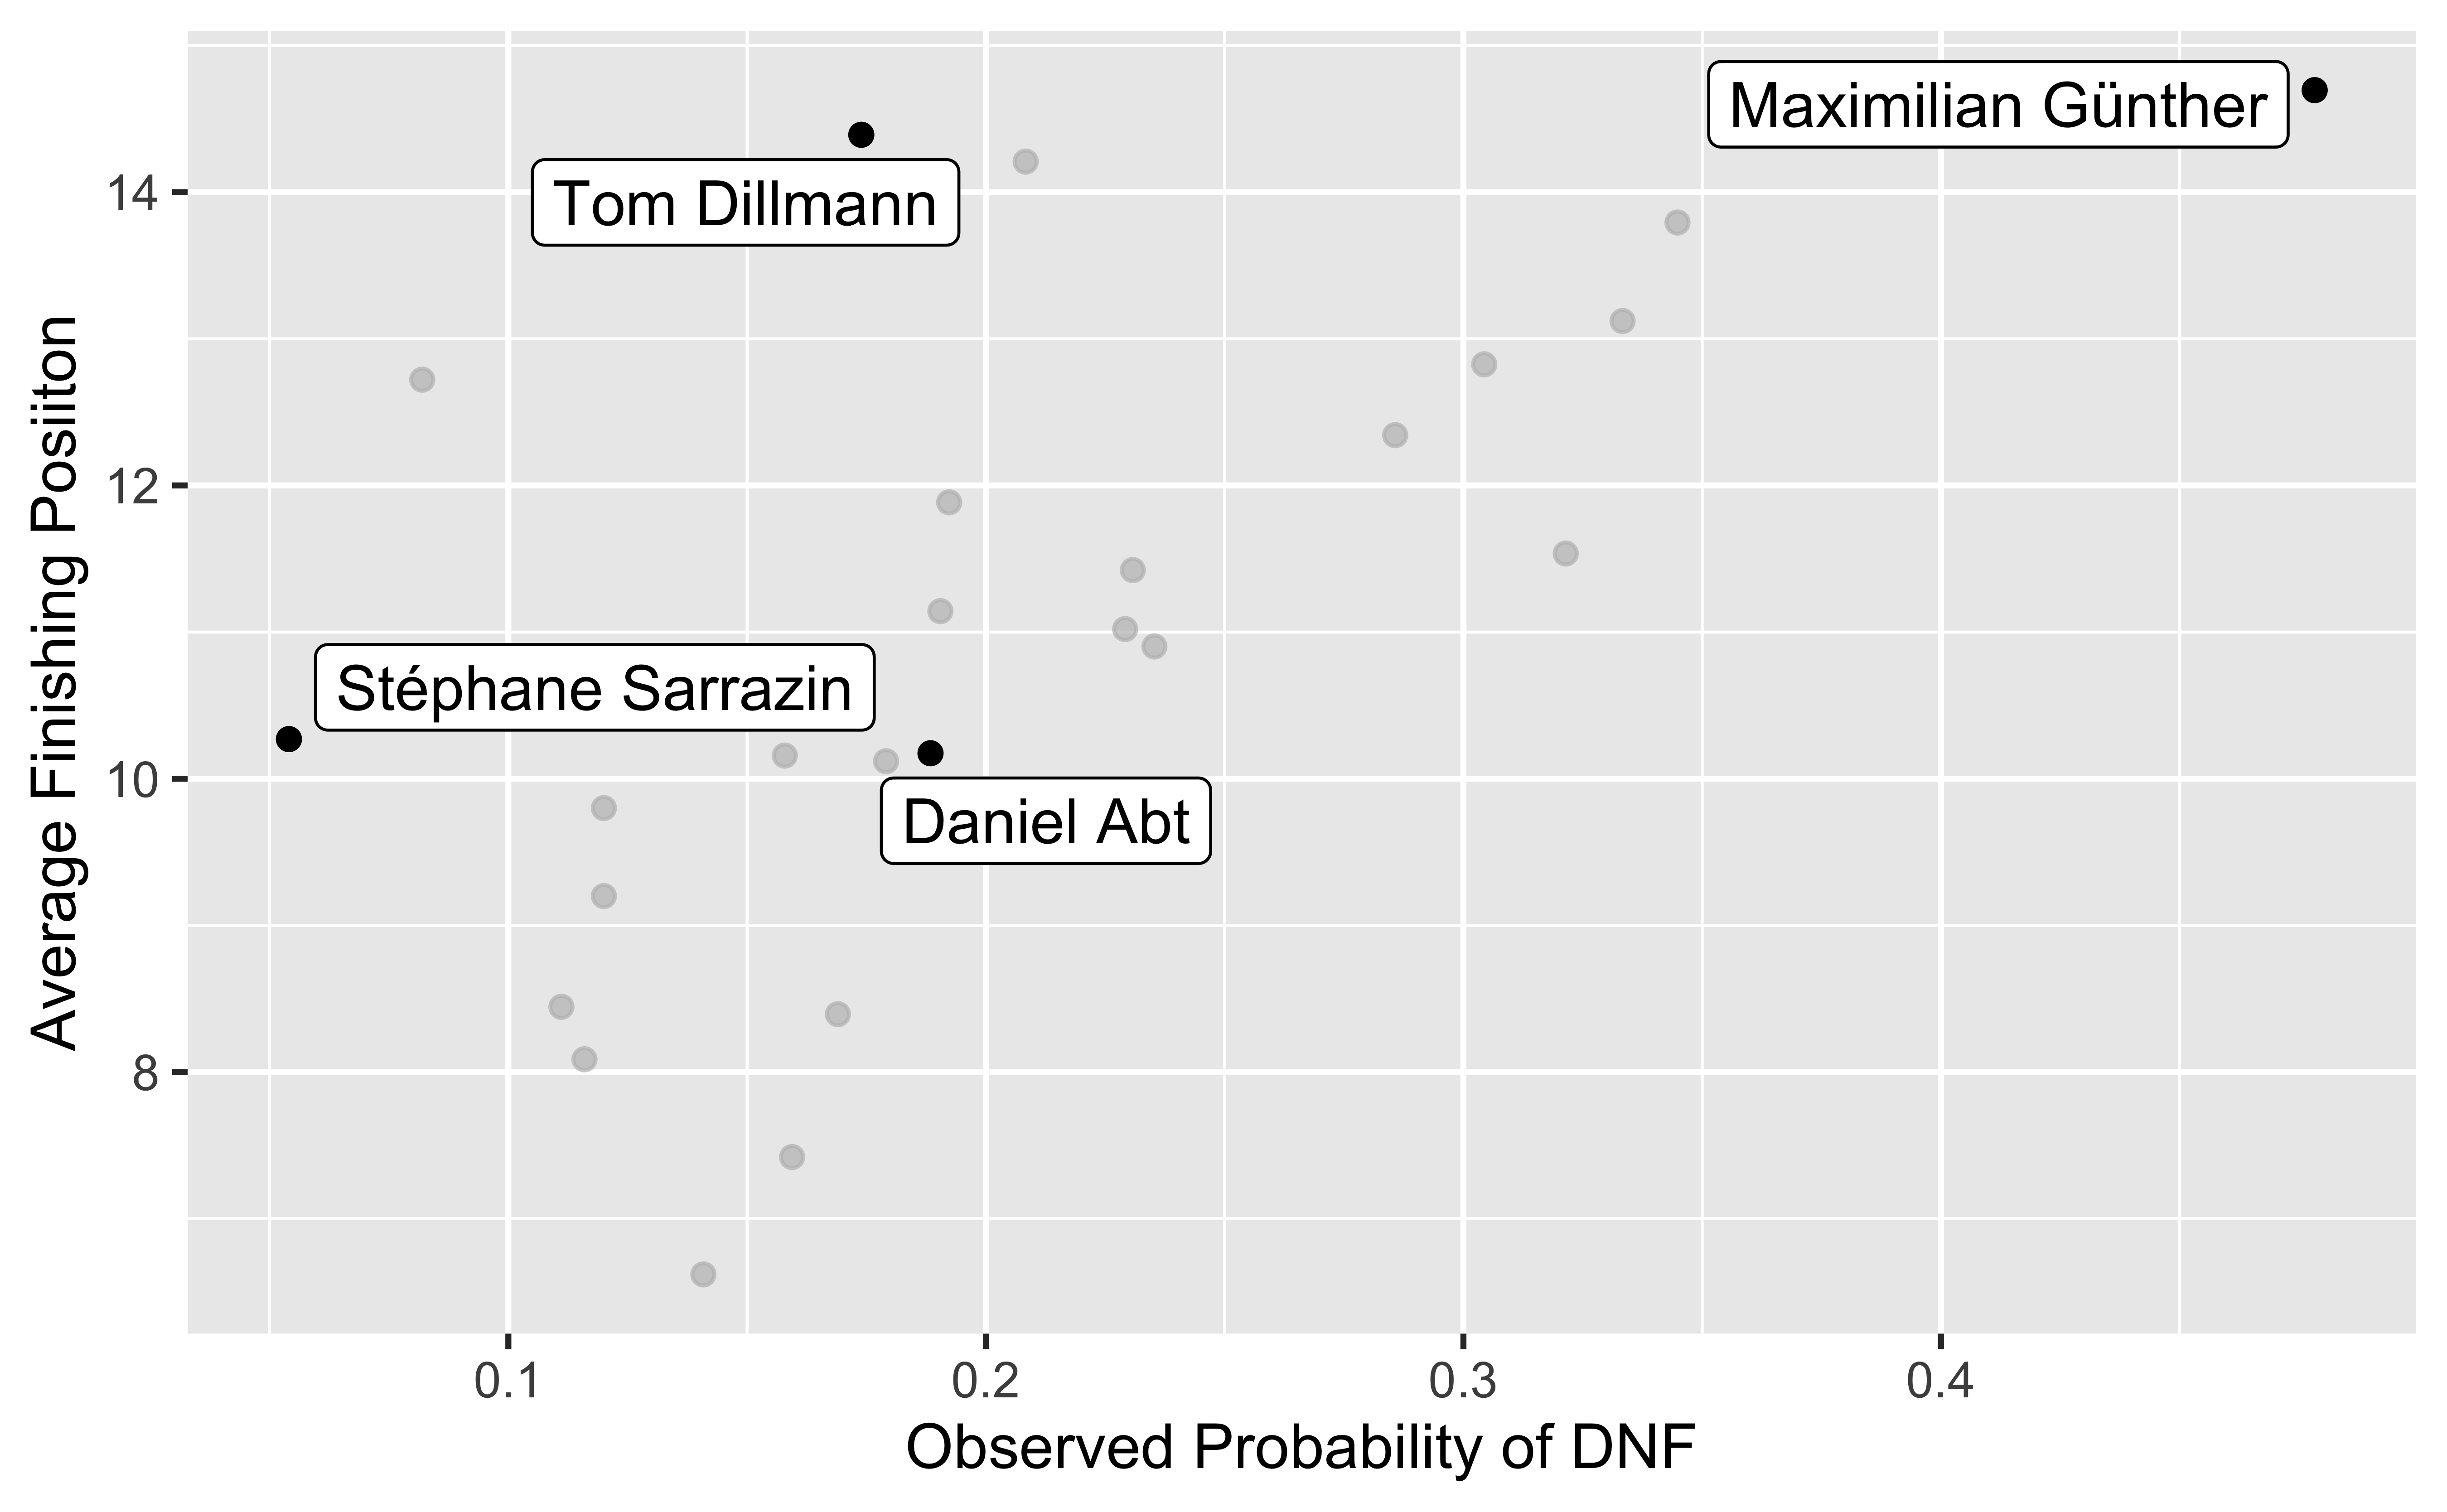 Maximilian Günther
Tom Dillmann
Stéphane Sarrazin
Daniel Abt
14
12
10
8
Average Finishing Posiiton
0.1
0.2
0.3
0.4
Observed Probability of DNF